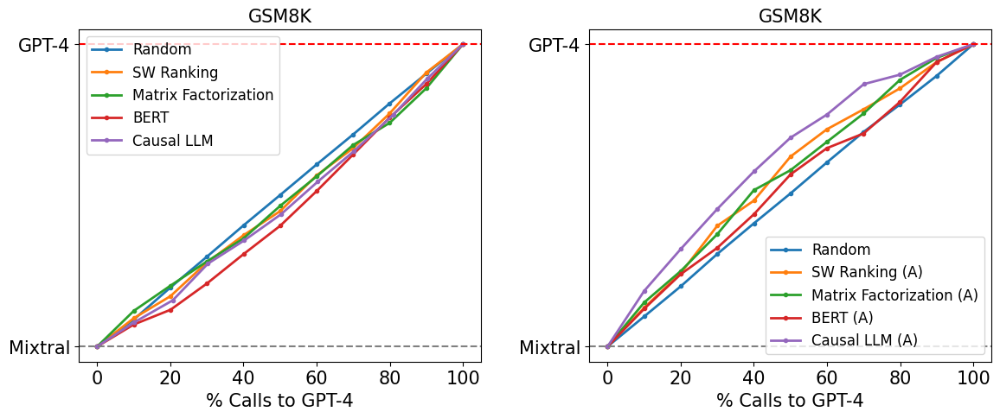 GSM8K
GPT-4
Mixtral
Random
SW Ranking
Matrix Factorization
BERT
Causal LLM
0 20 40 60 80 100
% Calls to GPT-4
GSM8K
GPT-4
Mixtral
Random
SW Ranking (A)
Matrix Factorization (A)
BERT (A)
Causal LLM (A)
0 20 40 60 80 100
% Calls to GPT-4